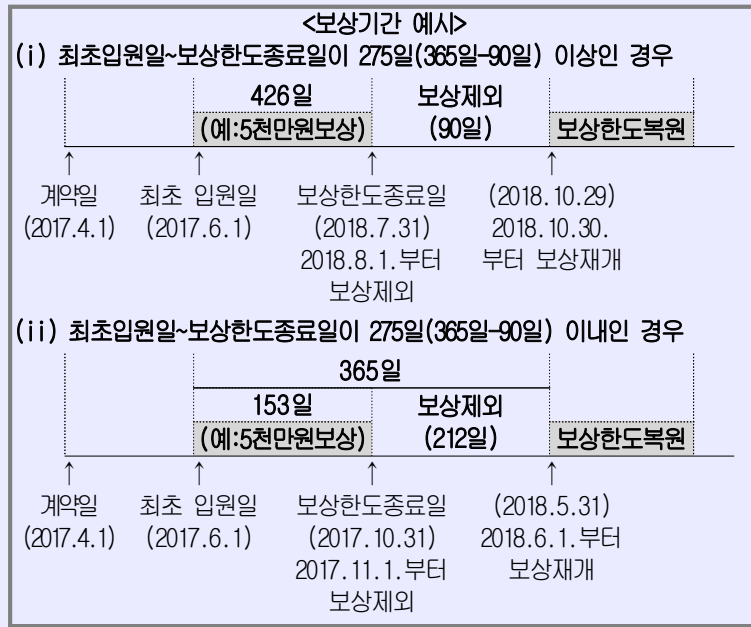 <보상기간 예시>
(i) 최초입원일~보상한도종료일이 275일(365일-90일) 이상인 경우
426일 보상제외
(예:5천만원보상) (90일) 보상한도복원
↑ ↑ ↑ ↑
계약일 최초 입원일 보상한도종료일 (2018.10.29)
(2017.4.1) (2017.6.1) (2018.7.31) 2018.10.30.
2018.8.1.부터 부터 보상재개
보상제외
(ii) 최초입원일~보상한도종료일이 275일(365일-90일) 이내인 경우
365일
153일 보상제외
(예:5천만원보상) (212일) 보상한도복원
↑ ↑ ↑ ↑
계약일 최초 입원일 보상한도종료일 (2018.5.31)
(2017.4.1) (2017.6.1) (2017.10.31) 2018.6.1.부터
2017.11.1.부터 보상재개
보상제외